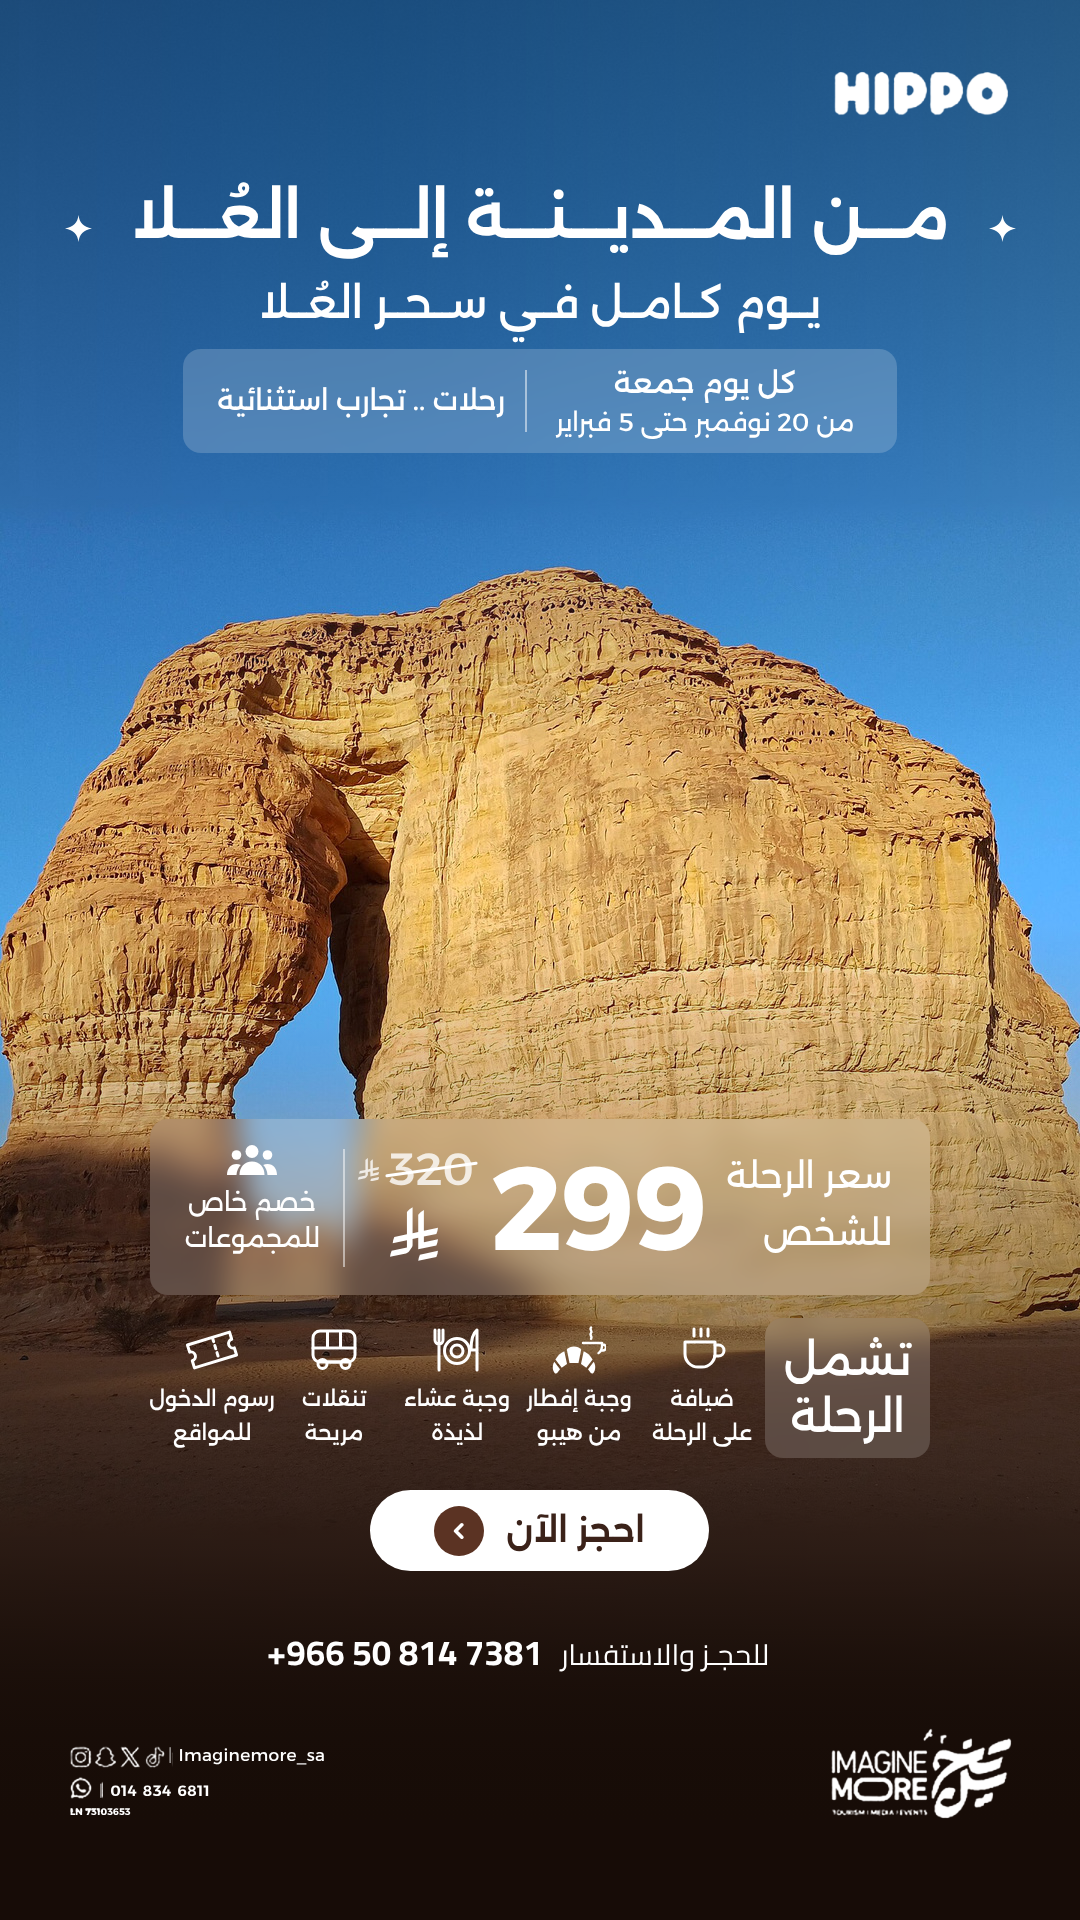 HIPPO
من المدينة إلى العُلا
يوم كامل في سحر العُلا
كل يوم جمعة
من 20 نوفمبر حتى 5 فبراير
رحلات .. تجارب استثنائية
سعر الرحلة
للشخص
299
320
خصم خاص
للمجموعات
تشمل
الرحلة
ضيافة
على الرحلة
وجبة إفطار
من هيبو
وجبة عشاء
لذيذة
تنقلات
مريحة
رسوم الدخول
للمواقع
احجز الآن
للحجز والاستفسار +966 50 814 7381
| Imaginemore_sa
| 014 834 6811
LN 73103653
IMAGINE
MORE
TOURISM | MEDIA | EVENTS